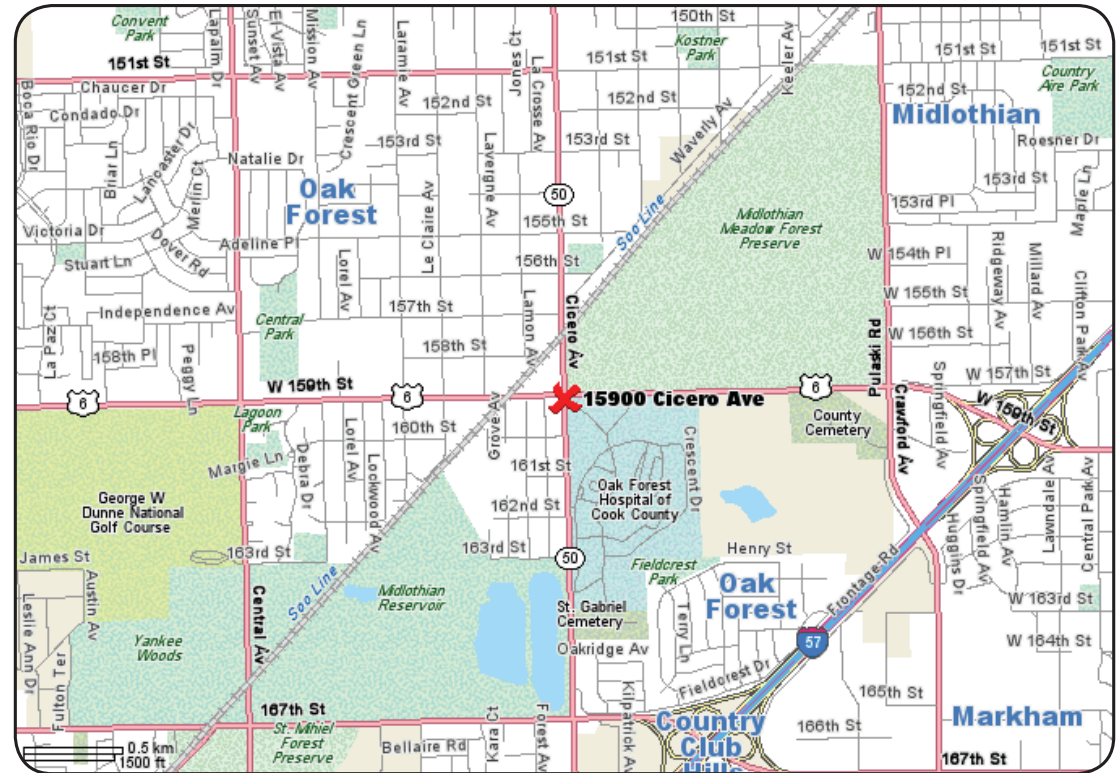 Convent
Park
Lapalm Dr
Sunset Av
El-Vista Av
Mission Av
Crescent Green Ln
Laramie Av
Jones Ct
La Crosse Av
150th St
Kostner
Park
Keeler Av
151st St
151st St
Country
Aire Park
151st St
Boca Rio Dr
Chaucer Dr
Condado Dr
152nd St
152nd St
152nd St
Midlothian
Waverly Av
Brier Ln
Lancaster Dr
Merlin Ct
Natalie Dr
153rd St
Lavergne Av
153rd St
Roesner Dr
Oak
Forest
Le Claire Av
50
Soo Line
153rd St
153rd Pl
Maple Ln
Victoria Dr
Dover Rd
Adeline Pl
155th St
Midlothian
Meadow Forest
Preserve
Stuart Ln
Lorel Av
156th St
W 154th Pl
Ridgeway Av
Millard Av
Clifton Park Av
La Paz Ct
Independence Av
157th St
Lamon Av
Cicero Av
W 155th St
Central
Park
158th Pl
Peggy Ln
158th St
Pulaski Rd
W 156th St
W 157th St
Springfield Av
6
W 159th St
6
15900 Cicero Ave
6
Crawford Av
W 159th St
Lagoon
Park
160th St
Grove Av
County
Cemetery
Margie Ln
Debra Dr
Lorel Av
Lockwood Av
161st St
Crescent Dr
George W
Dunne National
Golf Course
162nd St
Oak Forest
Hospital of
Cook County
Huggins Dr
Springfield Av
Hamlin Av
Lawndale Av
Central Park Av
James St
163rd St
163rd St
50
Henry St
Fieldcrest
Park
Frontage Rd
Austin Av
Leslie Ann Dr
Central Av
Soo Line
Midlothian
Reservoir
Oak
Forest
W 163rd St
St. Gabriel
Cemetery
Terry Ln
57
Yankee
Woods
Oakridge Av
W 164th St
Fulton Ter
Fieldcrest Dr
Kilpatrick Av
165th St
167th St
Kara Ct
Forest Av
St. Mihiel
Forest
Preserve
Bellaire Rd
Country
Club
Hills
166th St
Markham
167th St
0.5 km
1500 ft